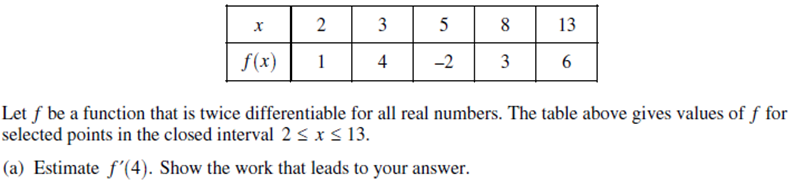 x 2 3 5 8 13
f(x) 1 4 –2 3 6
Let f be a function that is twice differentiable for all real numbers. The table above gives values of f for
selected points in the closed interval 2 ≤ x ≤ 13.
(a) Estimate f′(4). Show the work that leads to your answer.